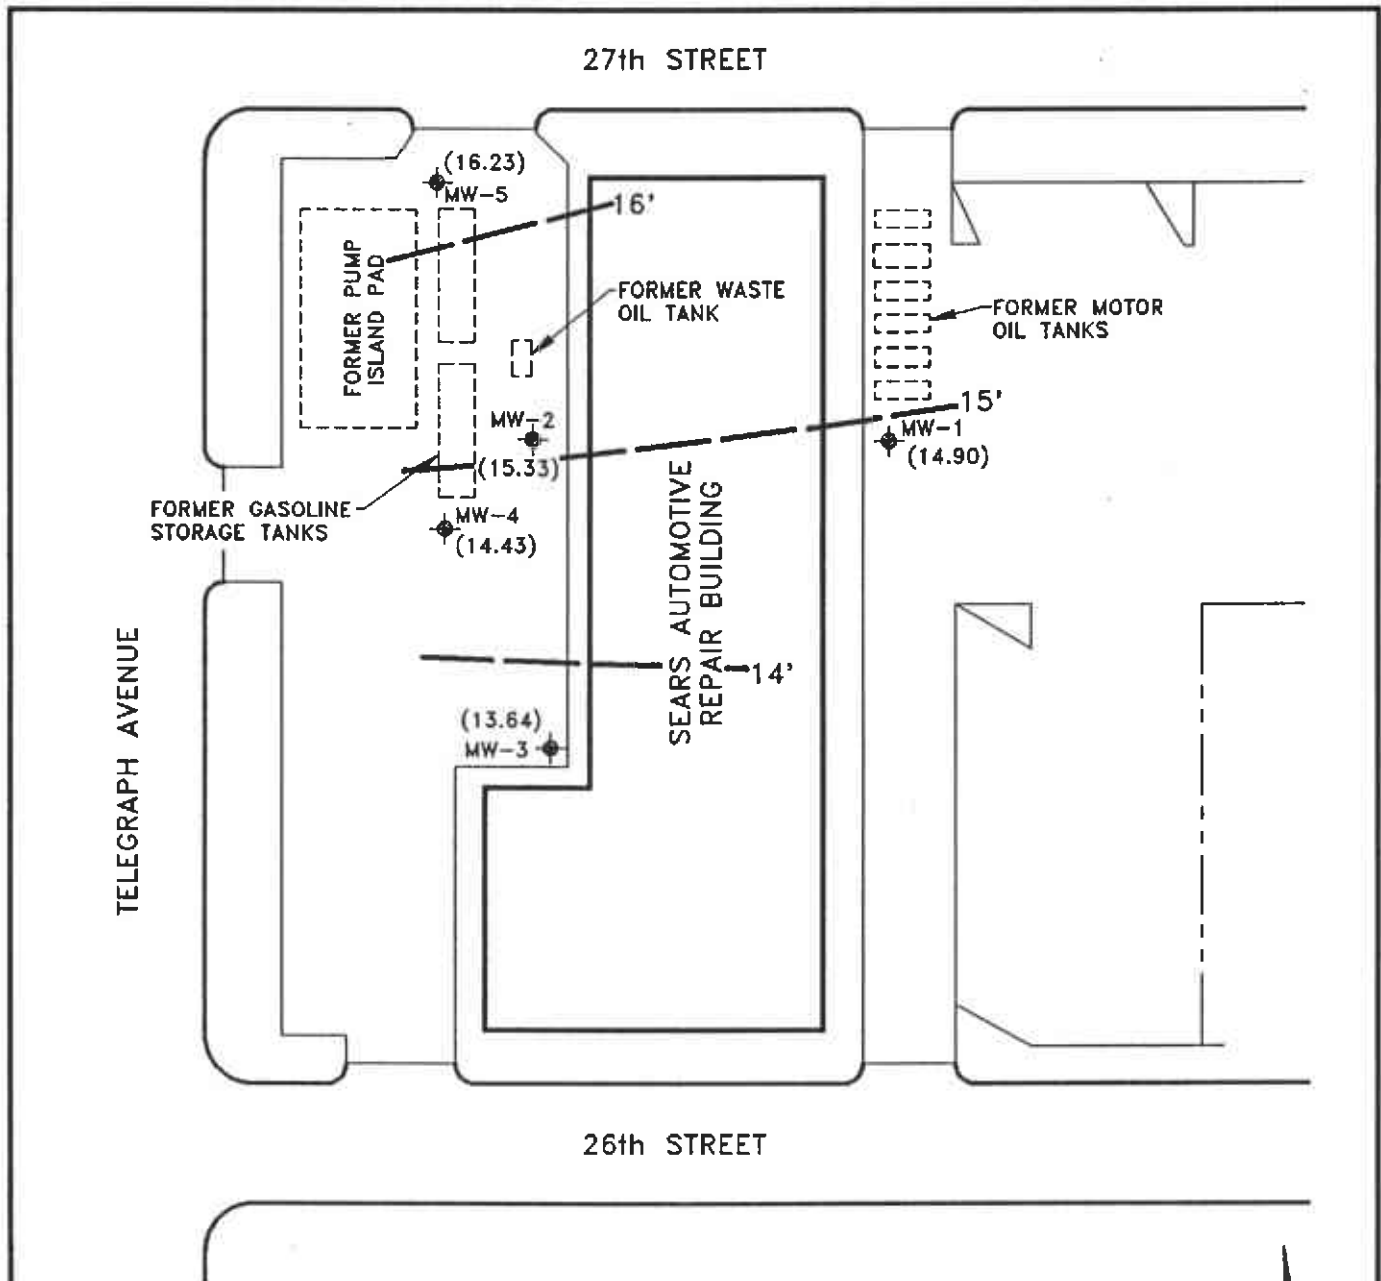 27th STREET
(16.23)
MW-5
16'
FORMER PUMP
ISLAND PAD
FORMER WASTE
OIL TANK
FORMER MOTOR
OIL TANKS
15'
MW-2
(15.33)
MW-1
(14.90)
FORMER GASOLINE
STORAGE TANKS
MW-4
(14.43)
SEARS AUTOMOTIVE
REPAIR BUILDING
14'
(13.64)
MW-3
TELEGRAPH AVENUE
26th STREET